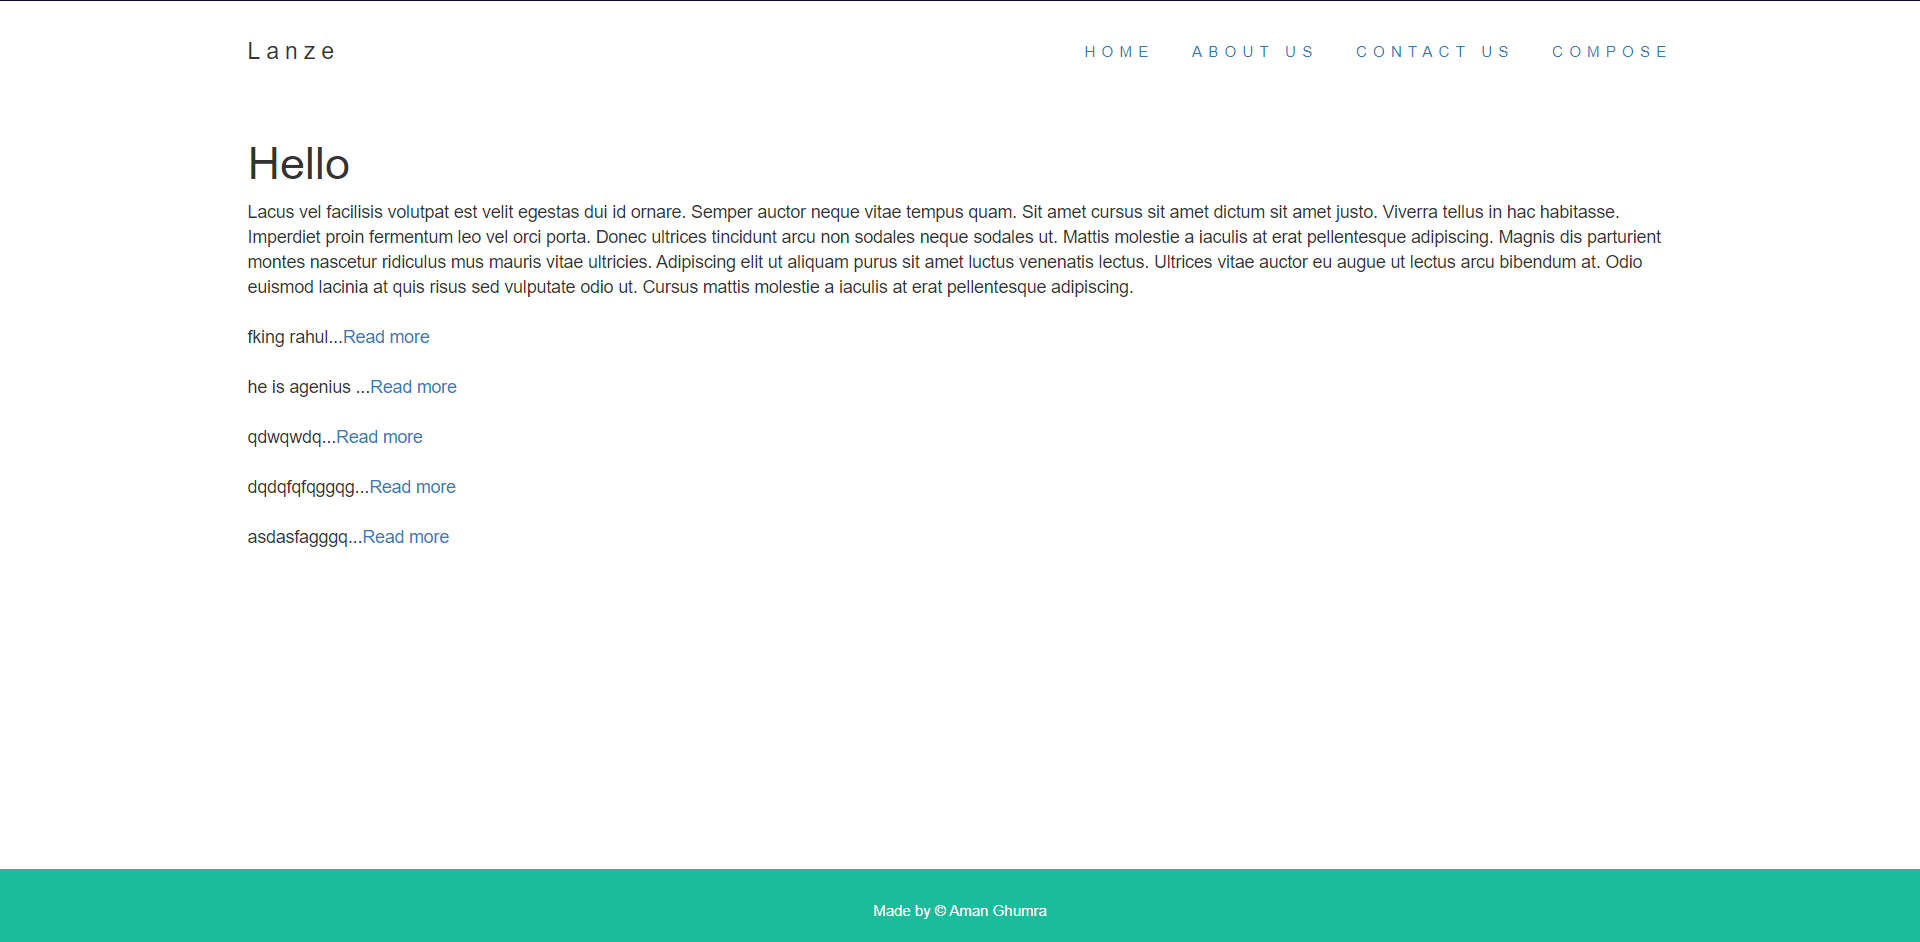 Lanze
HOME ABOUT US CONTACT US COMPOSE
Hello
Lacus vel facilisis volutpat est velit egestas dui id ornare. Semper auctor neque vitae tempus quam. Sit amet cursus sit amet dictum sit amet justo. Viverra tellus in hac habitasse.
Imperdiet proin fermentum leo vel orci porta. Donec ultrices tincidunt arcu non sodales neque sodales ut. Mattis molestie a iaculis at erat pellentesque adipiscing. Magnis dis parturient
montes nascetur ridiculus mus mauris vitae ultricies. Adipiscing elit ut aliquam purus sit amet luctus venenatis lectus. Ultrices vitae auctor eu augue ut lectus arcu bibendum at. Odio
euismod lacinia at quis risus sed vulputate odio ut. Cursus mattis molestie a iaculis at erat pellentesque adipiscing.
fking rahul...Read more
he is agenius ...Read more
qdwqwdq...Read more
dqdqfqfqggqg...Read more
asdasfagggq...Read more
Made by © Aman Ghumra